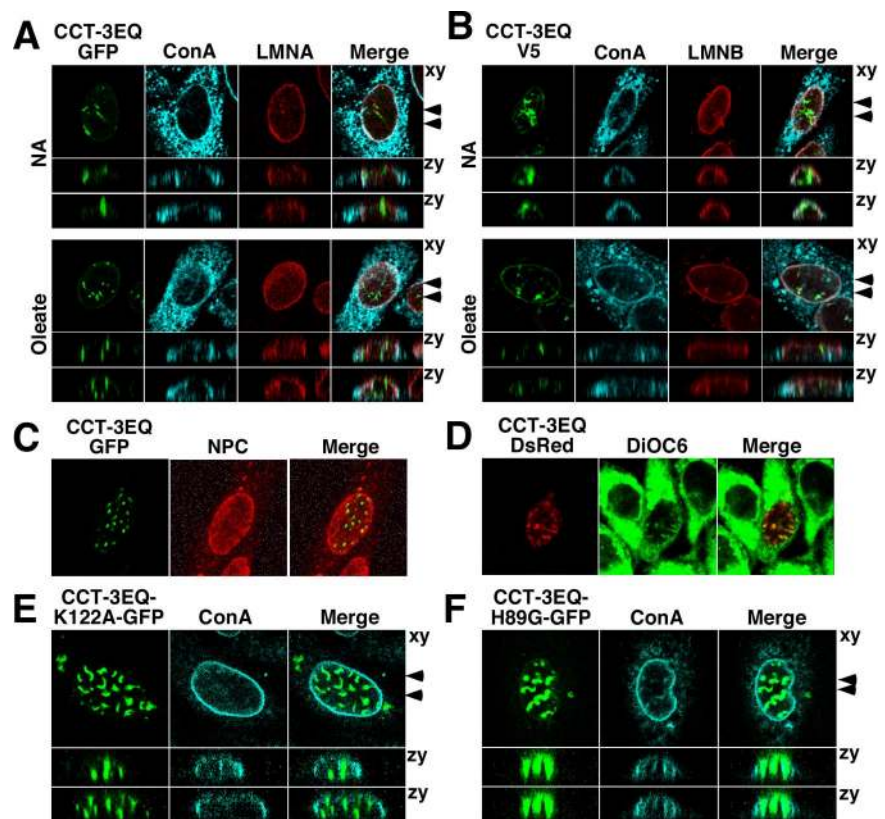 A
CCT-3EQ
GFP ConA LMNA Merge
xy
NA
zy
zy
xy
Oleate
zy
zy
B
CCT-3EQ
V5 ConA LMNB Merge
xy
NA
zy
zy
xy
Oleate
zy
zy
C
CCT-3EQ
GFP NPC Merge
D
CCT-3EQ
DsRed DiOC6 Merge
E
CCT-3EQ-
K122A-GFP ConA Merge
xy
zy
zy
F
CCT-3EQ-
H89G-GFP ConA Merge
xy
zy
zy